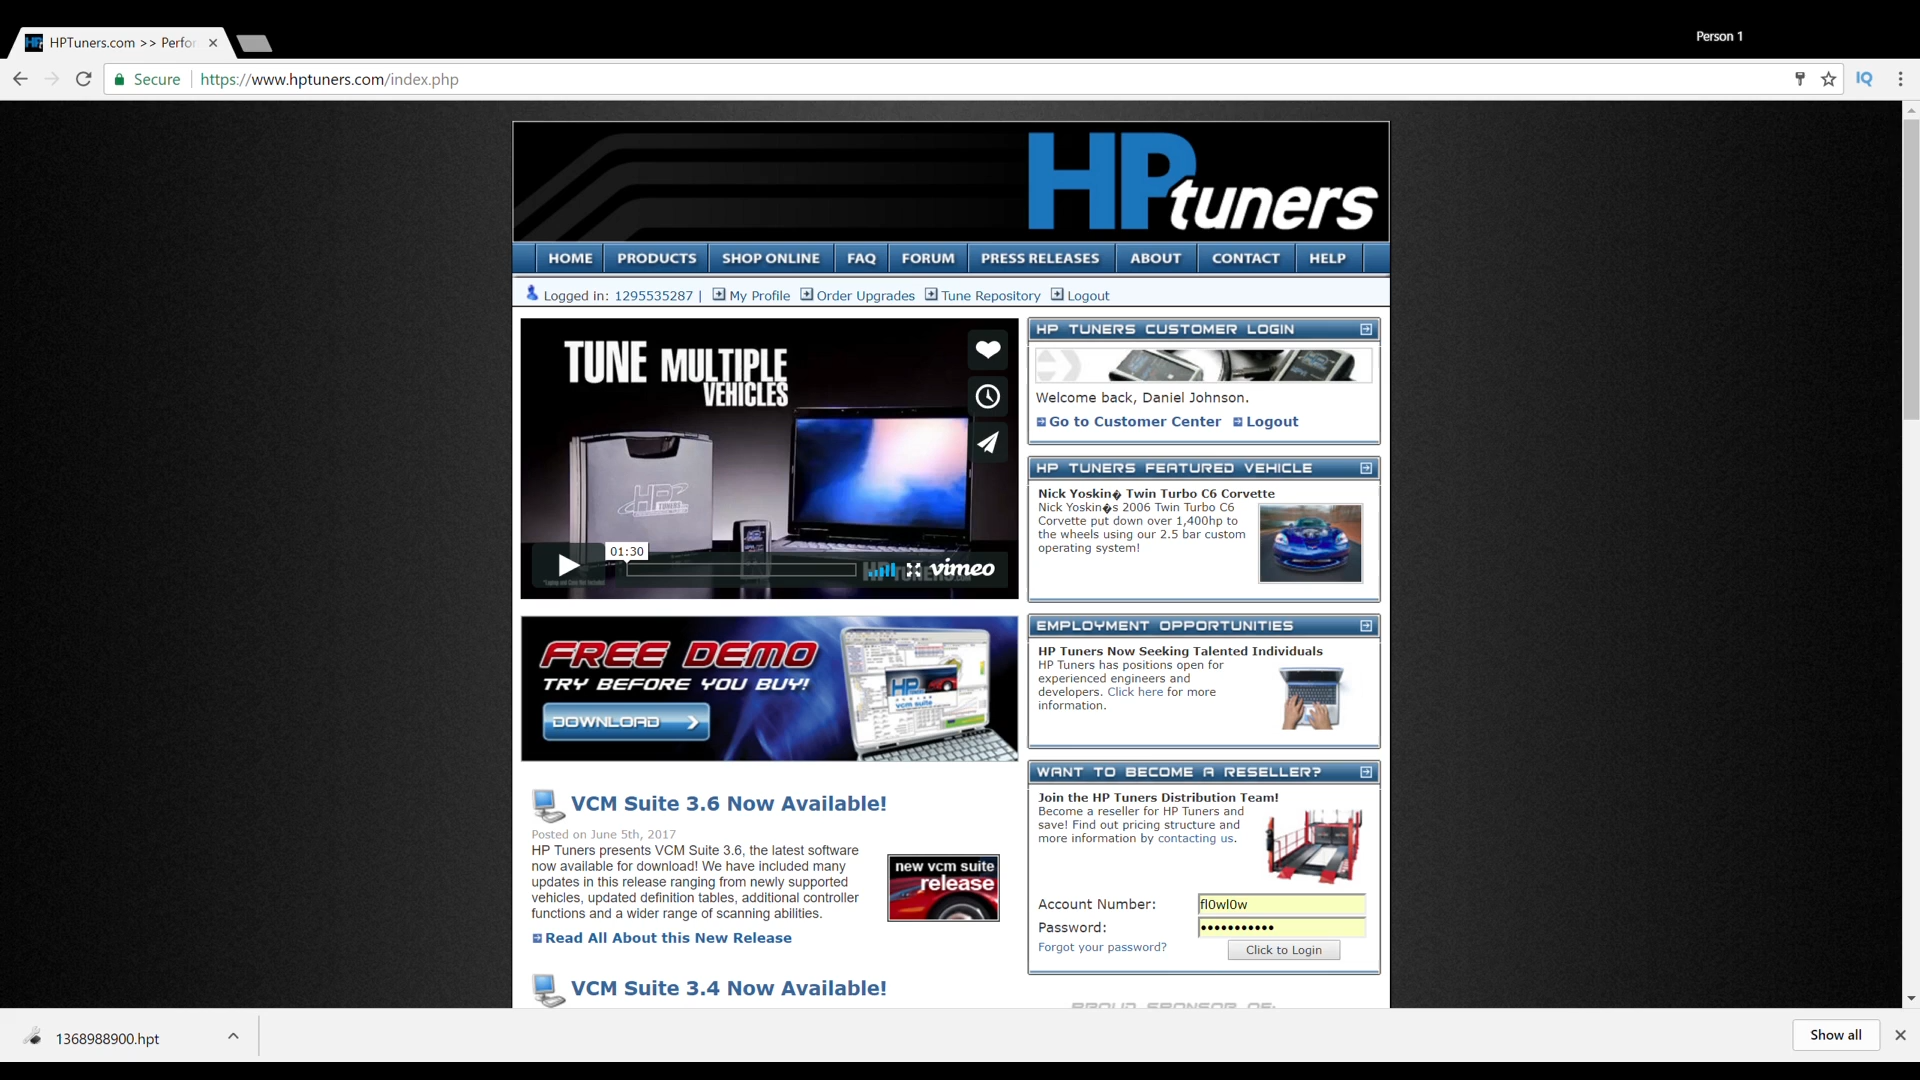 HPTuners.com >> Perfor
Person 1
Secure
https://www.hptuners.com/index.php
IQ
HPtuners
HOME PRODUCTS SHOP ONLINE FAQ FORUM PRESS RELEASES ABOUT CONTACT HELP
Logged in: 1295535287 | My Profile Order Upgrades Tune Repository Logout
TUNE MULTIPLE
VEHICLES
01:30
vimeo
FREE DEMO
TRY BEFORE YOU BUY!
DOWNLOAD
HP
vcm suite
VCM Suite 3.6 Now Available!
Posted on June 5th, 2017
HP Tuners presents VCM Suite 3.6, the latest software
now available for download! We have included many
updates in this release ranging from newly supported
vehicles, updated definition tables, additional controller
functions and a wider range of scanning abilities.
new vcm suite
release
Read All About this New Release
VCM Suite 3.4 Now Available!
HP TUNERS CUSTOMER LOGIN
Welcome back, Daniel Johnson.
Go to Customer Center Logout
HP TUNERS FEATURED VEHICLE
Nick Yoskin� Twin Turbo C6 Corvette
Nick Yoskin�s 2006 Twin Turbo C6
Corvette put down over 1,400hp to
the wheels using our 2.5 bar custom
operating system!
EMPLOYMENT OPPORTUNITIES
HP Tuners Now Seeking Talented Individuals
HP Tuners has positions open for
experienced engineers and
developers. Click here for more
information.
WANT TO BECOME A RESELLER?
Join the HP Tuners Distribution Team!
Become a reseller for HP Tuners and
save! Find out pricing structure and
more information by contacting us.
Account Number: fl0wl0w
Password: •••••••••••
Forgot your password? Click to Login
PROUD SPONSOR OF:
1368988900.hpt
Show all